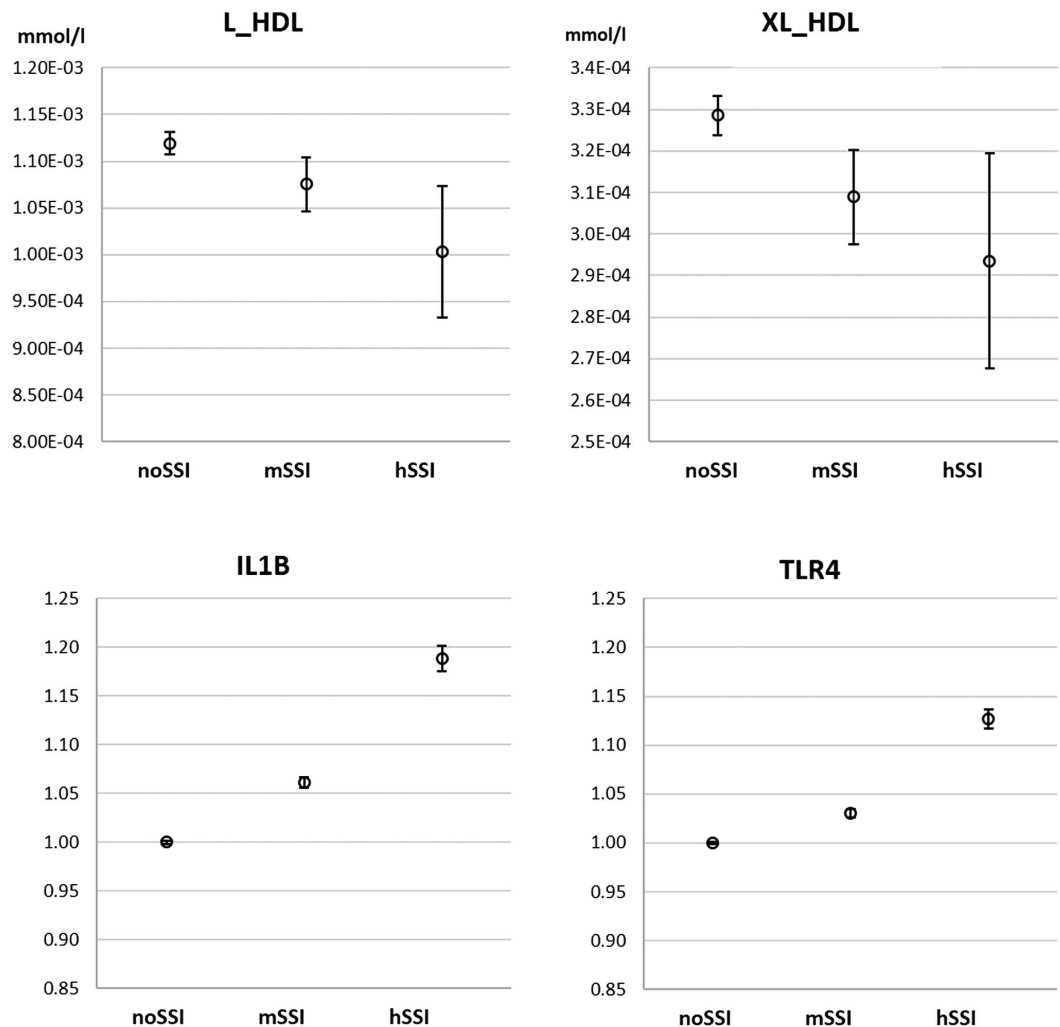 L_HDL
mmol/l
1.20E-03
1.15E-03
1.10E-03
1.05E-03
1.00E-03
9.50E-04
9.00E-04
8.50E-04
8.00E-04
noSSI mSSI hSSI
XL_HDL
mmol/l
3.4E-04
3.3E-04
3.2E-04
3.1E-04
3.0E-04
2.9E-04
2.8E-04
2.7E-04
2.6E-04
2.5E-04
noSSI mSSI hSSI
IL1B
1.25
1.20
1.15
1.10
1.05
1.00
0.95
0.90
0.85
noSSI mSSI hSSI
TLR4
1.25
1.20
1.15
1.10
1.05
1.00
0.95
0.90
0.85
noSSI mSSI hSSI